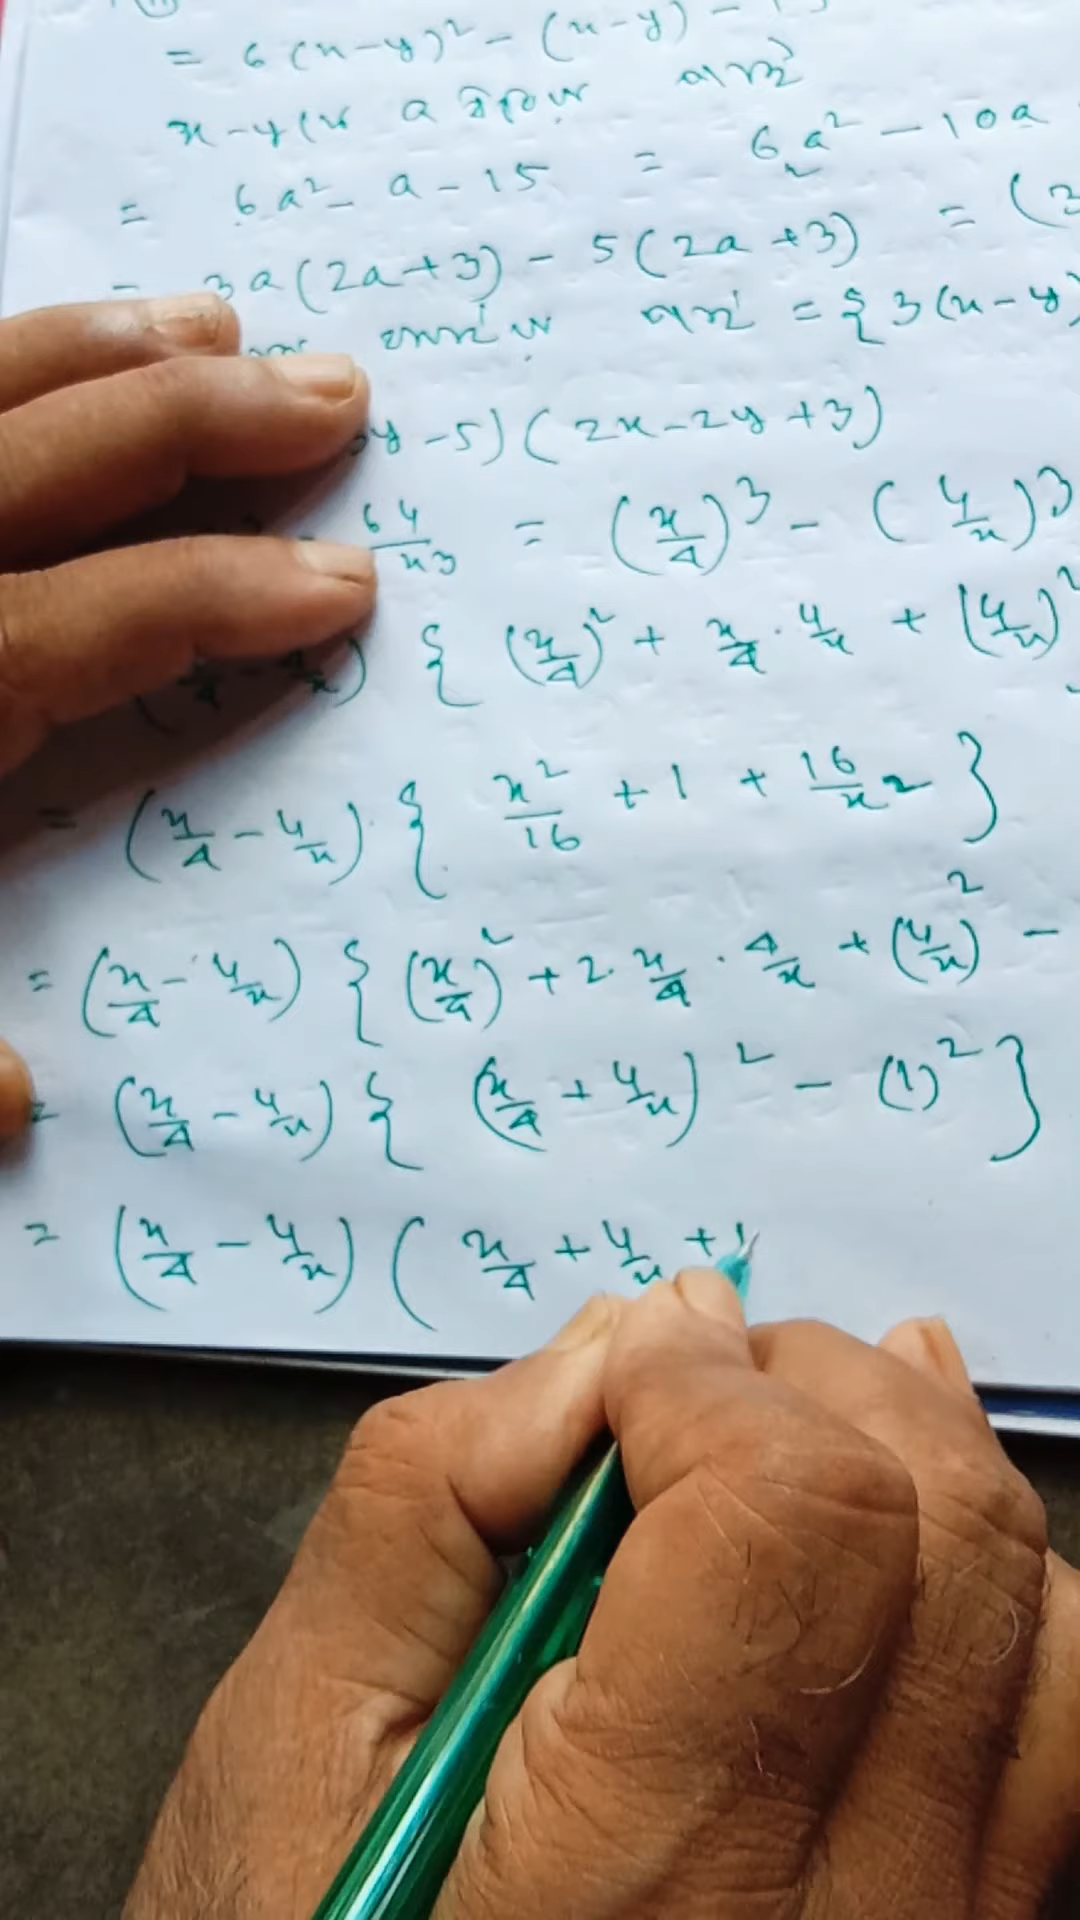 = 6(x-y)² - (x-y) - 15
x-y
= 6a² - a - 15 = 6a² - 10a
= 3a(2a+3) - 5(2a+3) = (3
= {3(x-y)
y - 5)(2x - 2y + 3)
64/x3 = (x/4)³ - (4/x)³
{ (x/4)² + x/4 · 4/x + (4/x)²
= (x/4 - 4/x) · { x²/16 + 1 + 16/x² }
= (x/4 - 4/x) { (x/4)² + 2 · x/4 · 4/x + (4/x)² -
= (x/4 - 4/x) { (x/4 + 4/x)² - (1)² }
= (x/4 - 4/x) ( x/4 + 4/x + 1